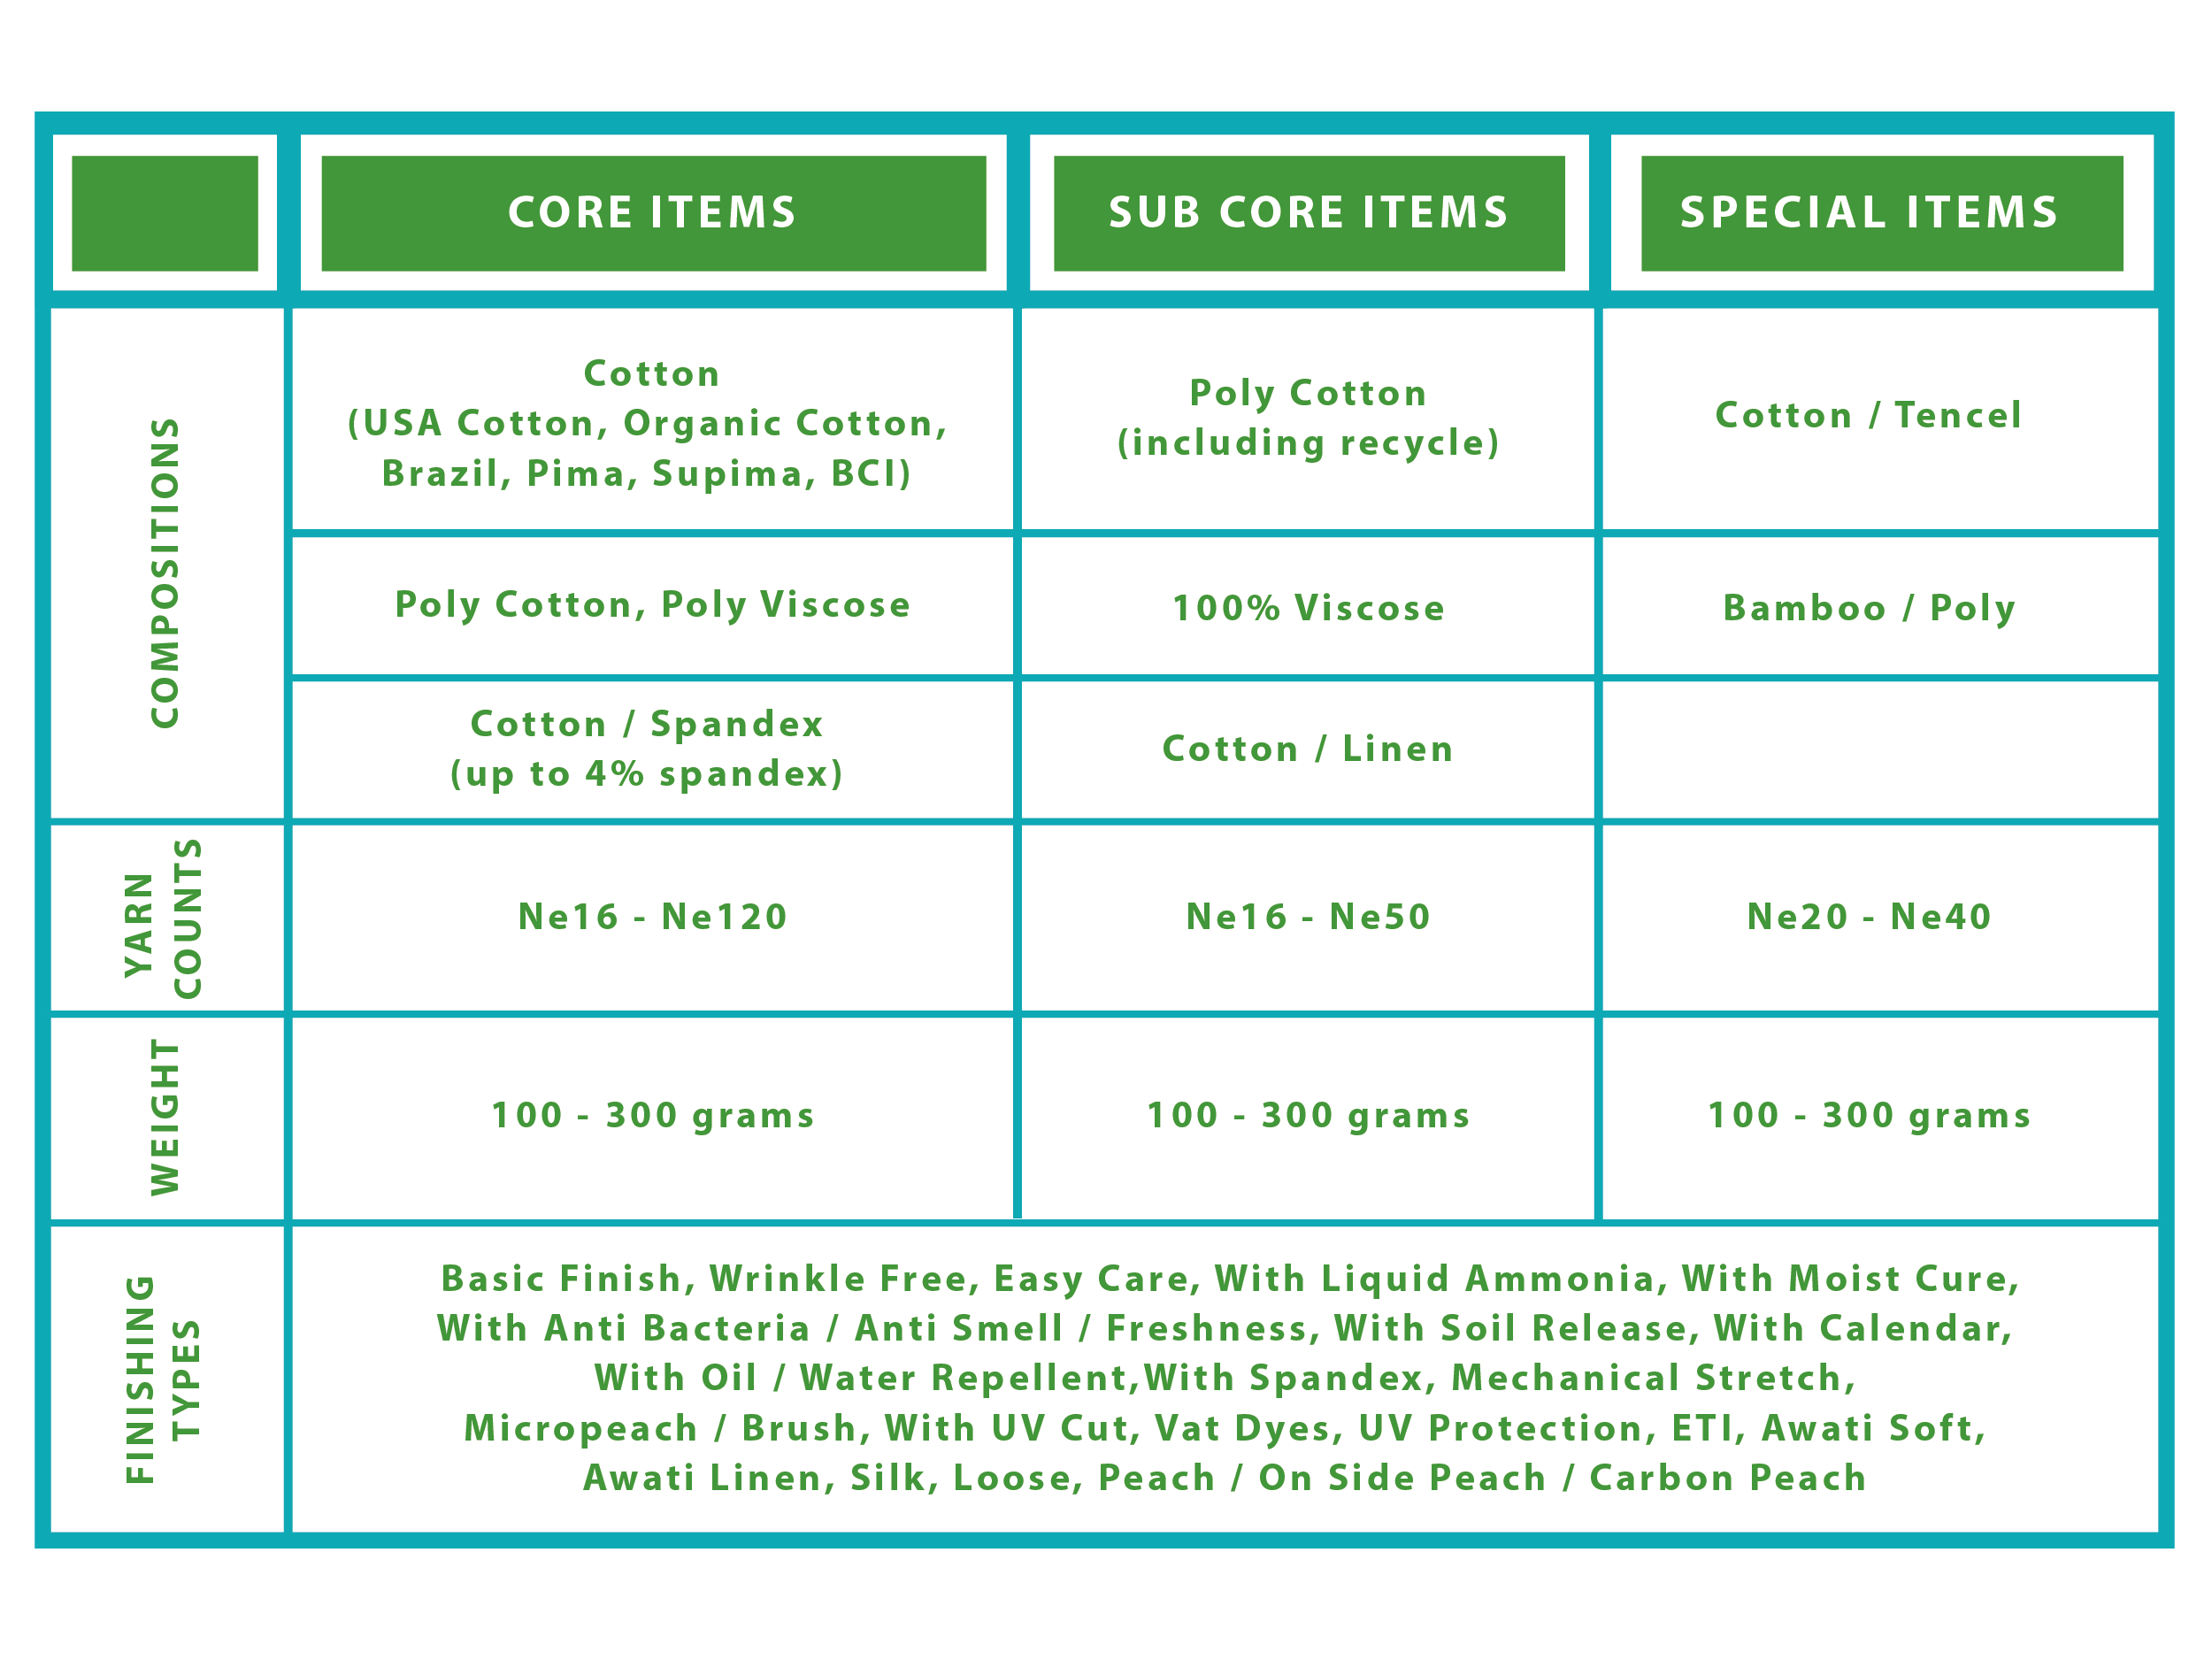 CORE ITEMS
SUB CORE ITEMS
SPECIAL ITEMS
COMPOSITIONS
Cotton
(USA Cotton, Organic Cotton,
Brazil, Pima, Supima, BCI)
Poly Cotton
(including recycle)
Cotton / Tencel
Poly Cotton, Poly Viscose
100% Viscose
Bamboo / Poly
Cotton / Spandex
(up to 4% spandex)
Cotton / Linen
YARN
COUNTS
Ne16 - Ne120
Ne16 - Ne50
Ne20 - Ne40
WEIGHT
100 - 300 grams
100 - 300 grams
100 - 300 grams
FINISHING
TYPES
Basic Finish, Wrinkle Free, Easy Care, With Liquid Ammonia, With Moist Cure,
With Anti Bacteria / Anti Smell / Freshness, With Soil Release, With Calendar,
With Oil / Water Repellent,With Spandex, Mechanical Stretch,
Micropeach / Brush, With UV Cut, Vat Dyes, UV Protection, ETI, Awati Soft,
Awati Linen, Silk, Loose, Peach / On Side Peach / Carbon Peach